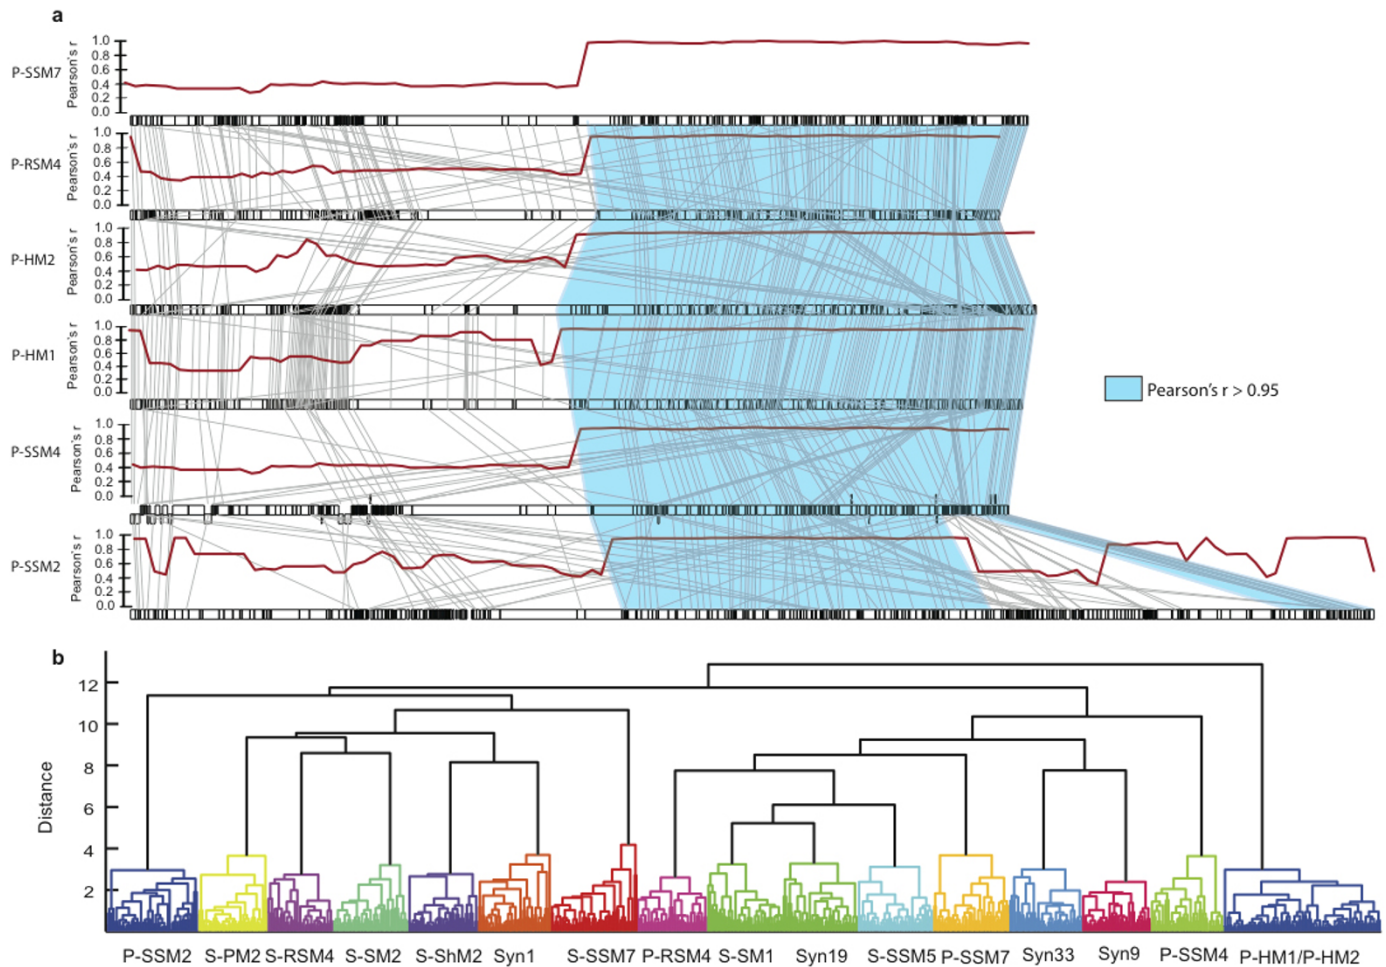 a
P-SSM7
Pearson's r
1.0
0.8
0.6
0.4
0.2
0.0
P-RSM4
Pearson's r
1.0
0.8
0.6
0.4
0.2
0.0
P-HM2
Pearson's r
1.0
0.8
0.6
0.4
0.2
0.0
P-HM1
Pearson's r
1.0
0.8
0.6
0.4
0.2
0.0
Pearson's r > 0.95
P-SSM4
Pearson's r
1.0
0.8
0.6
0.4
0.2
0.0
P-SSM2
Pearson's r
1.0
0.8
0.6
0.4
0.2
0.0
b
Distance
12
10
8
6
4
2
P-SSM2 S-PM2 S-RSM4 S-SM2 S-ShM2 Syn1 S-SSM7 P-RSM4 S-SM1 Syn19 S-SSM5 P-SSM7 Syn33 Syn9 P-SSM4 P-HM1/P-HM2